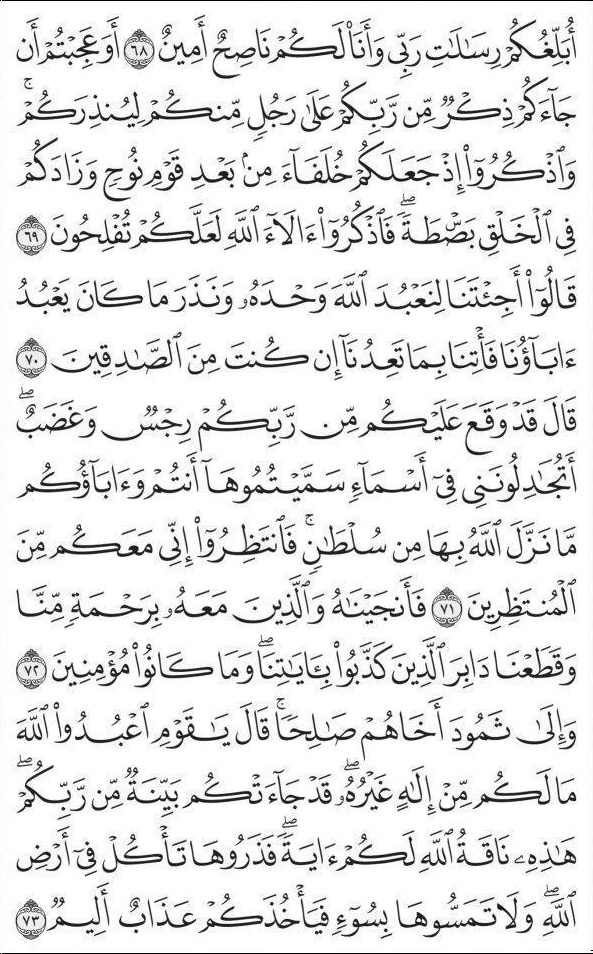 أُبَلِّغُكُمْ رِسَـٰلَـٰتِ رَبِّى وَأَنَا۠ لَكُمْ نَاصِحٌ أَمِينٌ ٦٨ أَوَعَجِبْتُمْ أَن
جَآءَكُمْ ذِكْرٌ مِّن رَّبِّكُمْ عَلَىٰ رَجُلٍ مِّنكُمْ لِيُنذِرَكُمْ ۚ
وَٱذْكُرُوٓا۟ إِذْ جَعَلَكُمْ خُلَفَآءَ مِنۢ بَعْدِ قَوْمِ نُوحٍ وَزَادَكُمْ
فِى ٱلْخَلْقِ بَصْۜطَةً ۖ فَٱذْكُرُوٓا۟ ءَالَآءَ ٱللَّهِ لَعَلَّكُمْ تُفْلِحُونَ ٦٩
قَالُوٓا۟ أَجِئْتَنَا لِنَعْبُدَ ٱللَّهَ وَحْدَهُۥ وَنَذَرَ مَا كَانَ يَعْبُدُ
ءَابَآؤُنَا فَأْتِنَا بِمَا تَعِدُنَآ إِن كُنتَ مِنَ ٱلصَّـٰدِقِينَ ٧٠
قَالَ قَدْ وَقَعَ عَلَيْكُم مِّن رَّبِّكُمْ رِجْسٌ وَغَضَبٌ ۖ
أَتُجَـٰدِلُونَنِى فِىٓ أَسْمَآءٍ سَمَّيْتُمُوهَآ أَنتُمْ وَءَابَآؤُكُم
مَّا نَزَّلَ ٱللَّهُ بِهَا مِن سُلْطَـٰنٍ ۚ فَٱنتَظِرُوٓا۟ إِنِّى مَعَكُم مِّنَ
ٱلْمُنتَظِرِينَ ٧١ فَأَنجَيْنَـٰهُ وَٱلَّذِينَ مَعَهُۥ بِرَحْمَةٍ مِّنَّا
وَقَطَعْنَا دَابِرَ ٱلَّذِينَ كَذَّبُوا۟ بِـَٔايَـٰتِنَا ۖ وَمَا كَانُوا۟ مُؤْمِنِينَ ٧٢
وَإِلَىٰ ثَمُودَ أَخَاهُمْ صَـٰلِحًا ۗ قَالَ يَـٰقَوْمِ ٱعْبُدُوا۟ ٱللَّهَ
مَا لَكُم مِّنْ إِلَـٰهٍ غَيْرُهُۥ ۖ قَدْ جَآءَتْكُم بَيِّنَةٌ مِّن رَّبِّكُمْ ۖ
هَـٰذِهِۦ نَاقَةُ ٱللَّهِ لَكُمْ ءَايَةً ۖ فَذَرُوهَا تَأْكُلْ فِىٓ أَرْضِ
ٱللَّهِ ۖ وَلَا تَمَسُّوهَا بِسُوٓءٍ فَيَأْخُذَكُمْ عَذَابٌ أَلِيمٌ ٧٣